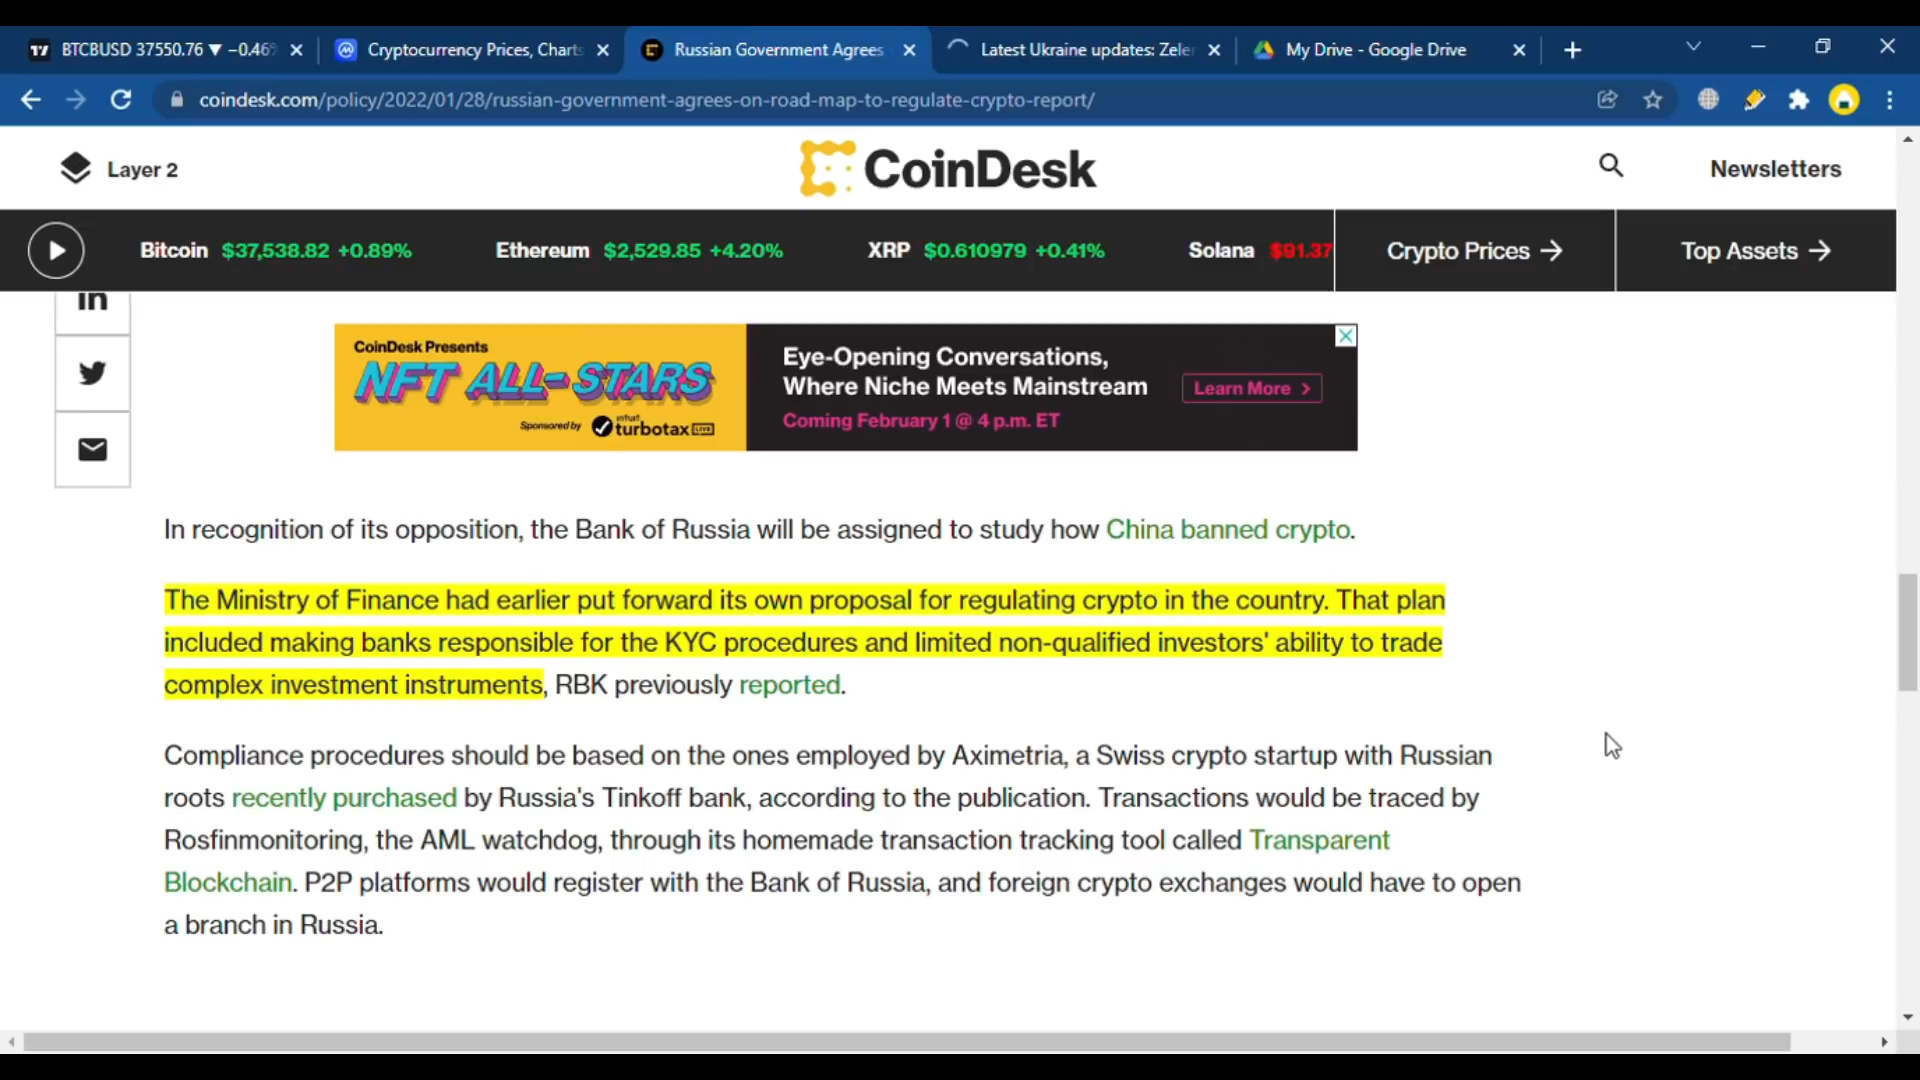 BTCBUSD 37550.76 ▼ −0.46%
Cryptocurrency Prices, Charts
Russian Government Agrees
Latest Ukraine updates: Zeler
My Drive - Google Drive
coindesk.com/policy/2022/01/28/russian-government-agrees-on-road-map-to-regulate-crypto-report/
Layer 2
CoinDesk
Newsletters
Bitcoin $37,538.82 +0.89%
Ethereum $2,529.85 +4.20%
XRP $0.610979 +0.41%
Solana $91.37
Crypto Prices →
Top Assets →
in
CoinDesk Presents
NFT ALL-STARS
Sponsored by intuit turbotax LIVE
Eye-Opening Conversations,
Where Niche Meets Mainstream
Coming February 1 @ 4 p.m. ET
Learn More >
In recognition of its opposition, the Bank of Russia will be assigned to study how China banned crypto.
The Ministry of Finance had earlier put forward its own proposal for regulating crypto in the country. That plan
included making banks responsible for the KYC procedures and limited non-qualified investors' ability to trade
complex investment instruments, RBK previously reported.
Compliance procedures should be based on the ones employed by Aximetria, a Swiss crypto startup with Russian
roots recently purchased by Russia's Tinkoff bank, according to the publication. Transactions would be traced by
Rosfinmonitoring, the AML watchdog, through its homemade transaction tracking tool called Transparent
Blockchain. P2P platforms would register with the Bank of Russia, and foreign crypto exchanges would have to open
a branch in Russia.